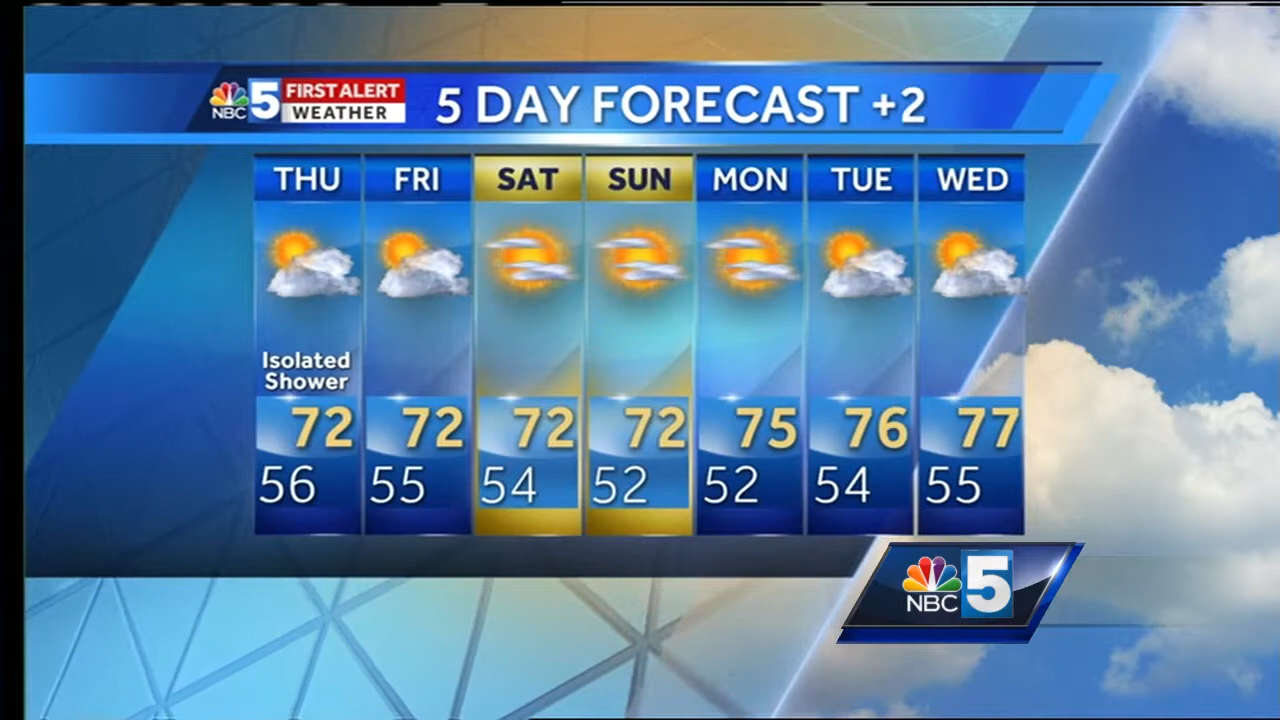 NBC 5 FIRST ALERT
WEATHER
5 DAY FORECAST +2
THU FRI SAT SUN MON TUE WED
Isolated
Shower
72 72 72 72 75 76 77
56 55 54 52 52 54 55
NBC 5